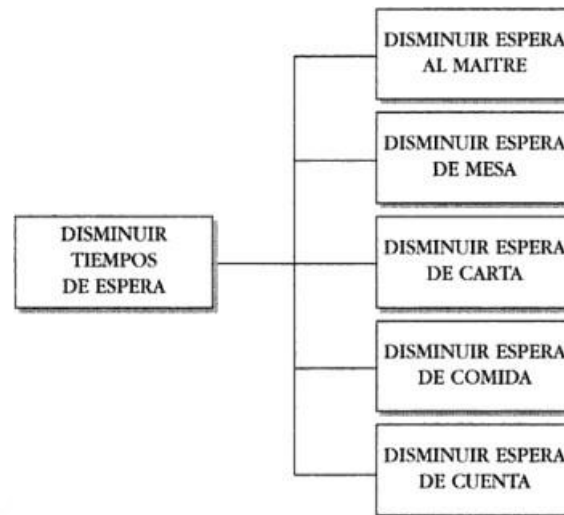 DISMINUIR ESPERA
AL MAITRE
DISMINUIR ESPERA
DE MESA
DISMINUIR
TIEMPOS
DE ESPERA
DISMINUIR ESPERA
DE CARTA
DISMINUIR ESPERA
DE COMIDA
DISMINUIR ESPERA
DE CUENTA